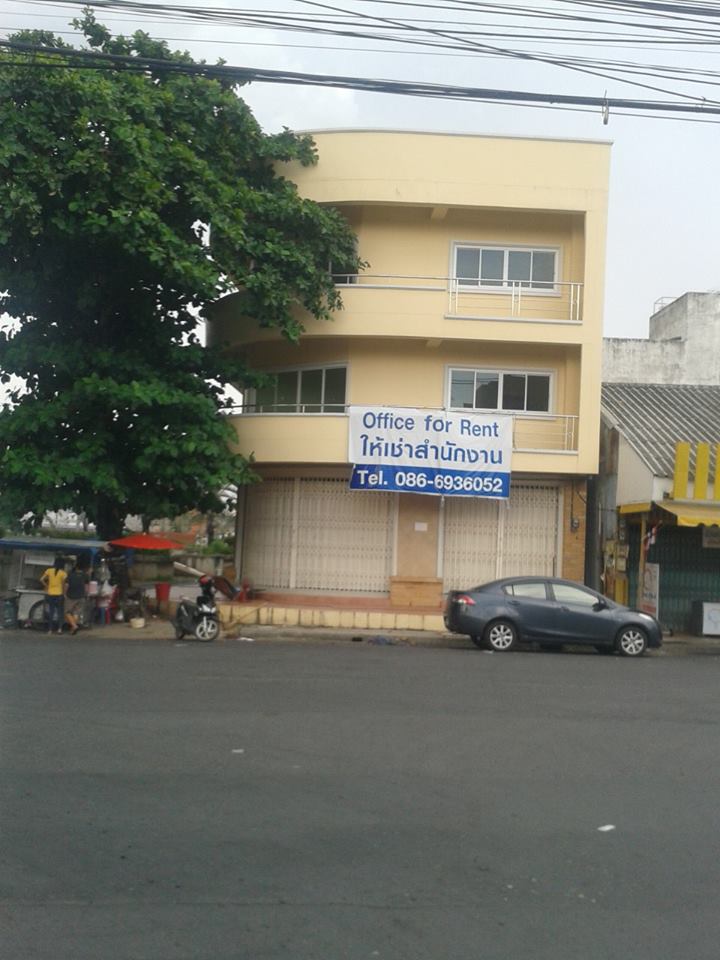 Office for Rent
ให้เช่าสำนักงาน
Tel. 086-6936052